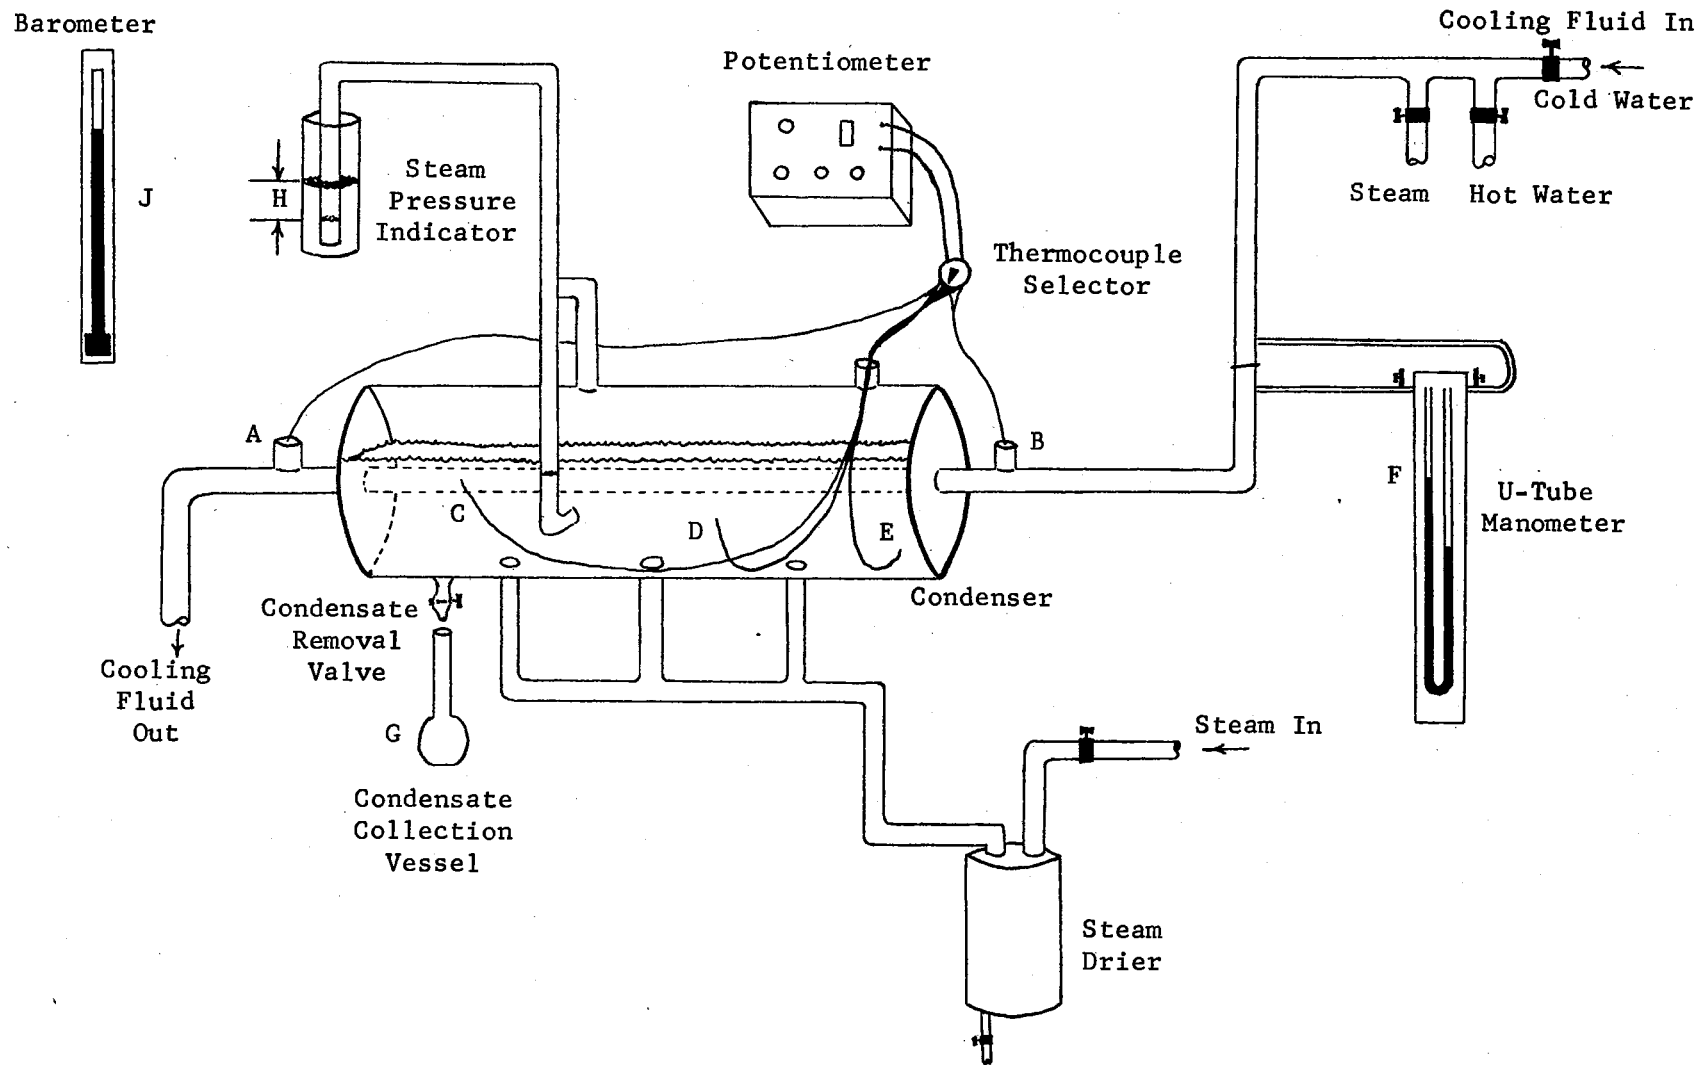 Barometer
J
H
Steam
Pressure
Indicator
Potentiometer
Cooling Fluid In
Cold Water
Steam
Hot Water
Thermocouple
Selector
A
B
C
D
E
F
U-Tube
Manometer
Condenser
Condensate
Removal
Valve
Cooling
Fluid
Out
G
Condensate
Collection
Vessel
Steam In
Steam
Drier